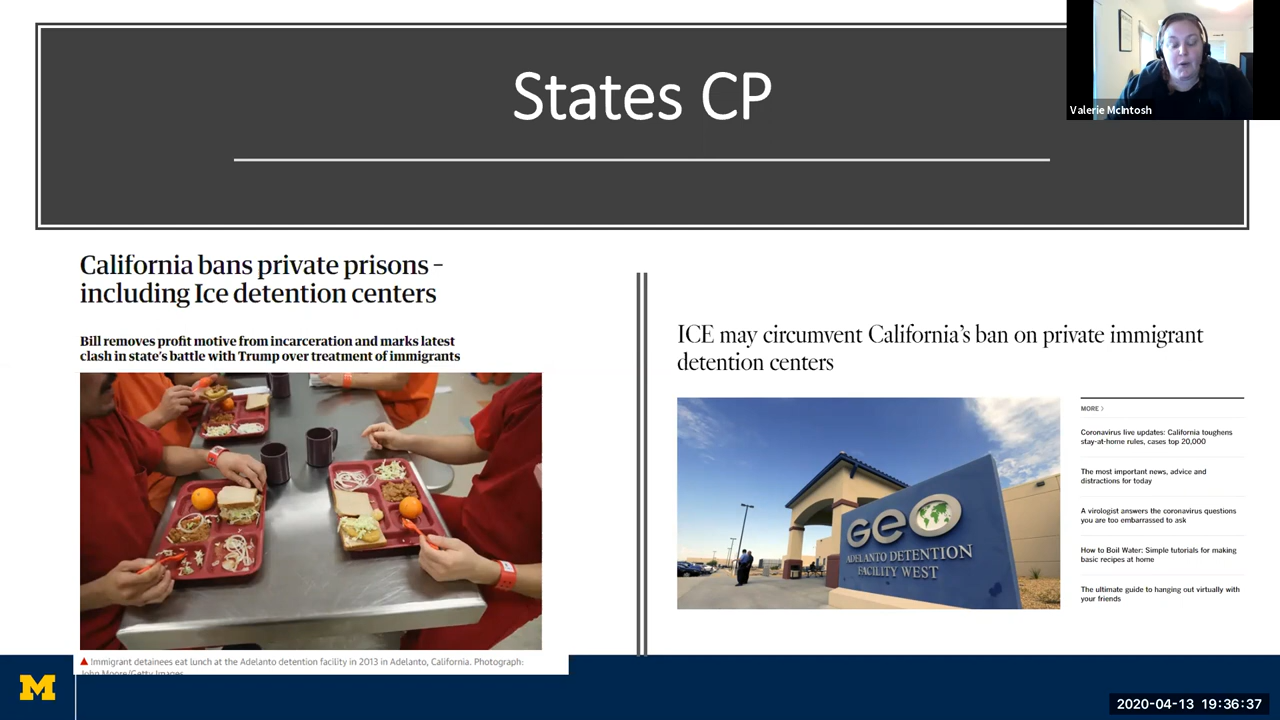 States CP
Valerie McIntosh
California bans private prisons –
including Ice detention centers
Bill removes profit motive from incarceration and marks latest
clash in state's battle with Trump over treatment of immigrants
Immigrant detainees eat lunch at the Adelanto detention facility in 2013 in Adelanto, California. Photograph:
John Moore/Getty Images
ICE may circumvent California's ban on private immigrant
detention centers
GEO
ADELANTO DETENTION
FACILITY WEST
MORE
Coronavirus live updates: California toughens
stay-at-home rules, cases top 20,000
The most important news, advice and
distractions for today
A virologist answers the coronavirus questions
you are too embarrassed to ask
How to Boil Water: Simple tutorials for making
basic recipes at home
The ultimate guide to hanging out virtually with
your friends
M
2020-04-13 19:36:37